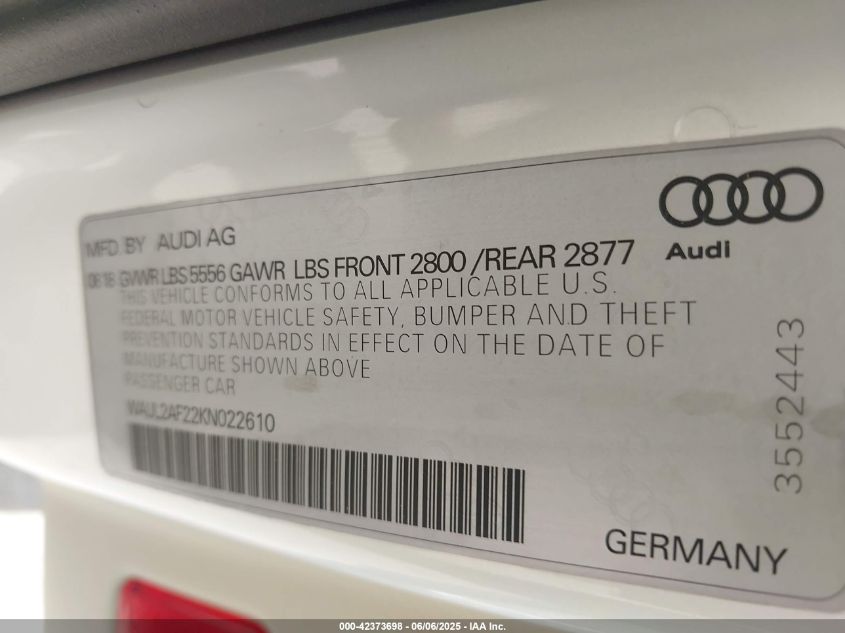 MFD. BY AUDI AG
Audi
GVWR LBS 5556 GAWR LBS FRONT 2800 /REAR 2877
THIS VEHICLE CONFORMS TO ALL APPLICABLE U.S.
FEDERAL MOTOR VEHICLE SAFETY, BUMPER AND THEFT
PREVENTION STANDARDS IN EFFECT ON THE DATE OF
MANUFACTURE SHOWN ABOVE
PASSENGER CAR
WAUL2AF22KN022610
3552443
GERMANY
000-42373698 - 06/06/2025 - IAA Inc.